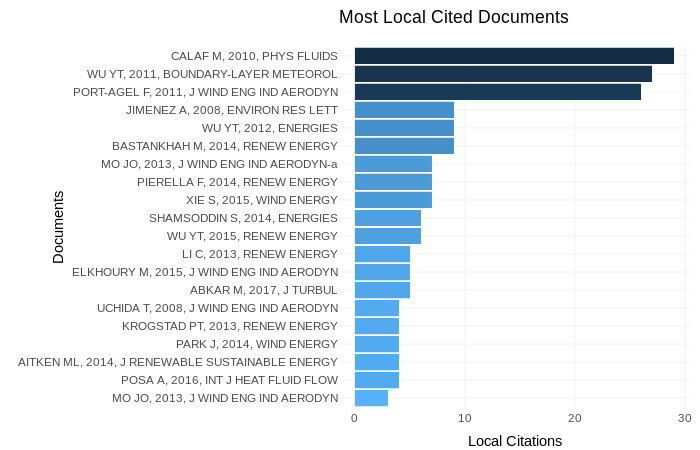 Most Local Cited Documents
CALAF M, 2010, PHYS FLUIDS
WU YT, 2011, BOUNDARY-LAYER METEOROL
PORT-AGEL F, 2011, J WIND ENG IND AERODYN
JIMENEZ A, 2008, ENVIRON RES LETT
WU YT, 2012, ENERGIES
BASTANKHAH M, 2014, RENEW ENERGY
MO JO, 2013, J WIND ENG IND AERODYN-a
PIERELLA F, 2014, RENEW ENERGY
XIE S, 2015, WIND ENERGY
SHAMSODDIN S, 2014, ENERGIES
WU YT, 2015, RENEW ENERGY
LI C, 2013, RENEW ENERGY
ELKHOURY M, 2015, J WIND ENG IND AERODYN
ABKAR M, 2017, J TURBUL
UCHIDA T, 2008, J WIND ENG IND AERODYN
KROGSTAD PT, 2013, RENEW ENERGY
PARK J, 2014, WIND ENERGY
AITKEN ML, 2014, J RENEWABLE SUSTAINABLE ENERGY
POSA A, 2016, INT J HEAT FLUID FLOW
MO JO, 2013, J WIND ENG IND AERODYN
Documents
0 10 20 30
Local Citations